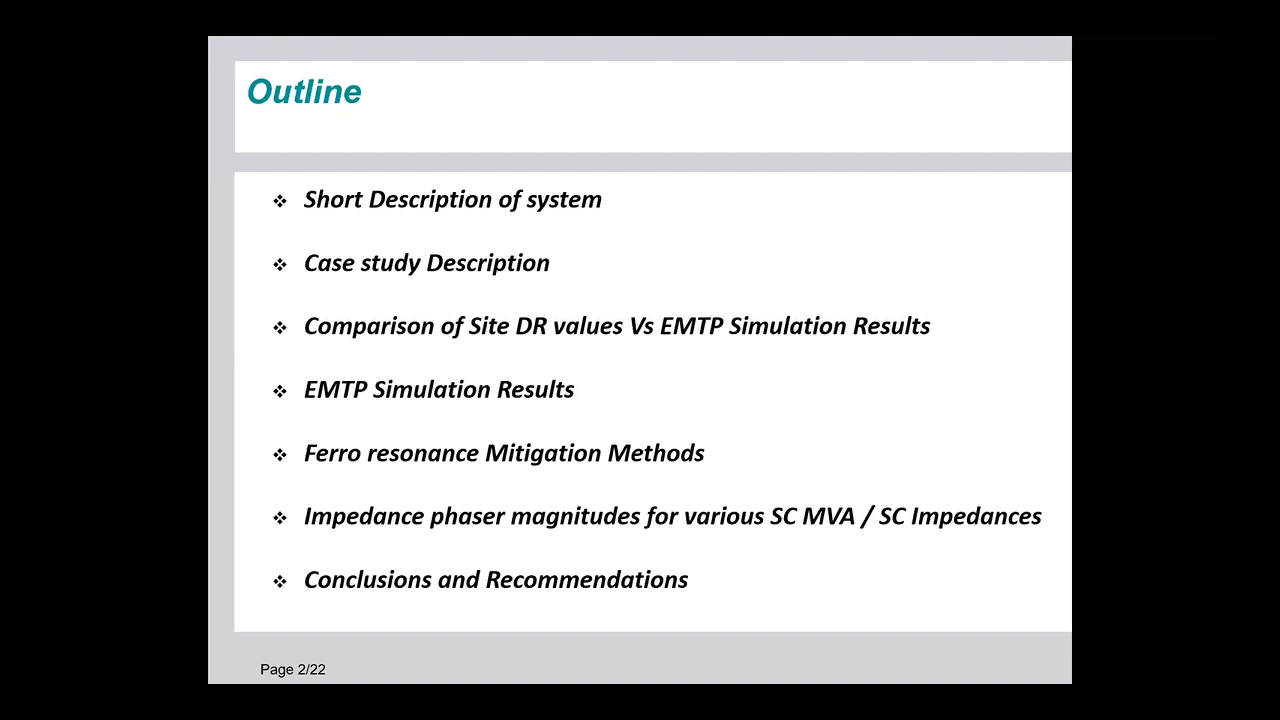 Outline
❖ Short Description of system
❖ Case study Description
❖ Comparison of Site DR values Vs EMTP Simulation Results
❖ EMTP Simulation Results
❖ Ferro resonance Mitigation Methods
❖ Impedance phaser magnitudes for various SC MVA / SC Impedances
❖ Conclusions and Recommendations
Page 2/22